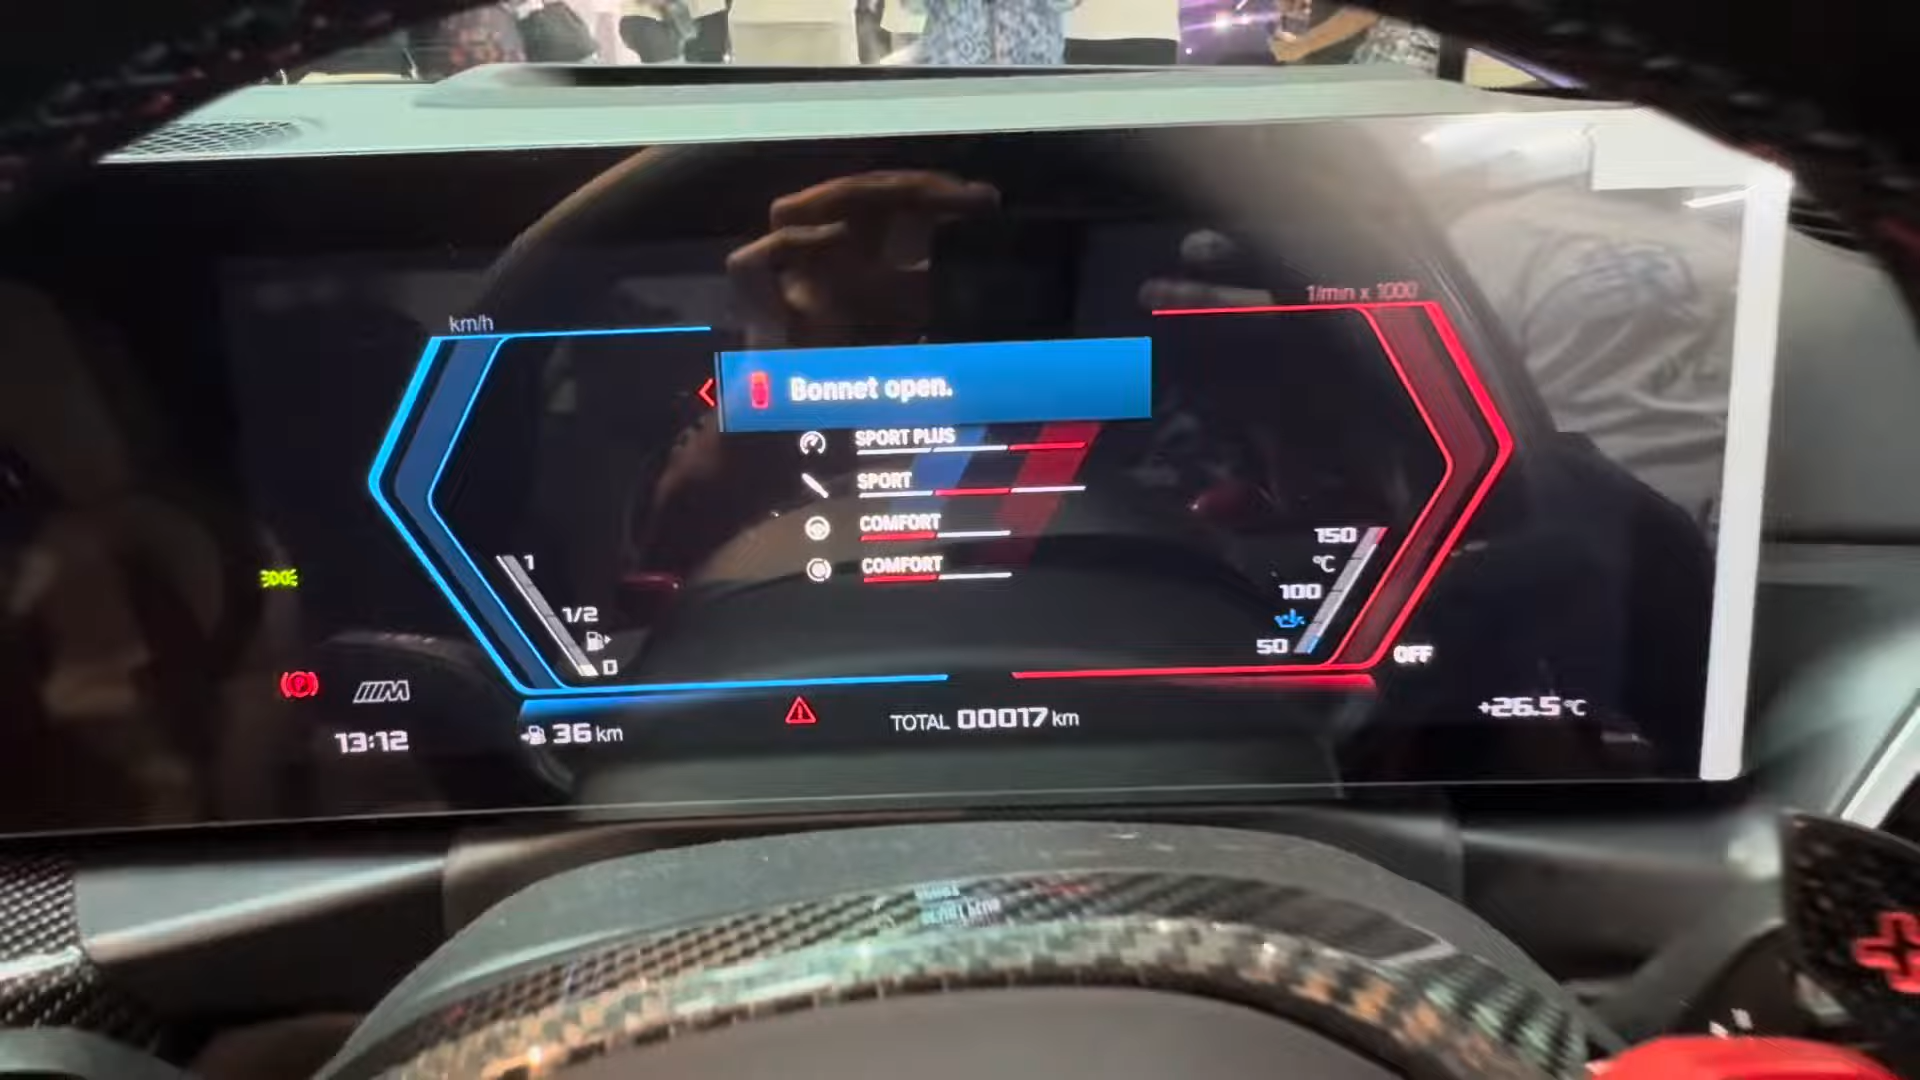 km/h
1/min x 1000
Bonnet open.
SPORT PLUS
SPORT
COMFORT
COMFORT
1
1/2
0
150
°C
100
50
OFF
M
13:12
36 km
TOTAL 00017 km
+26.5 °C